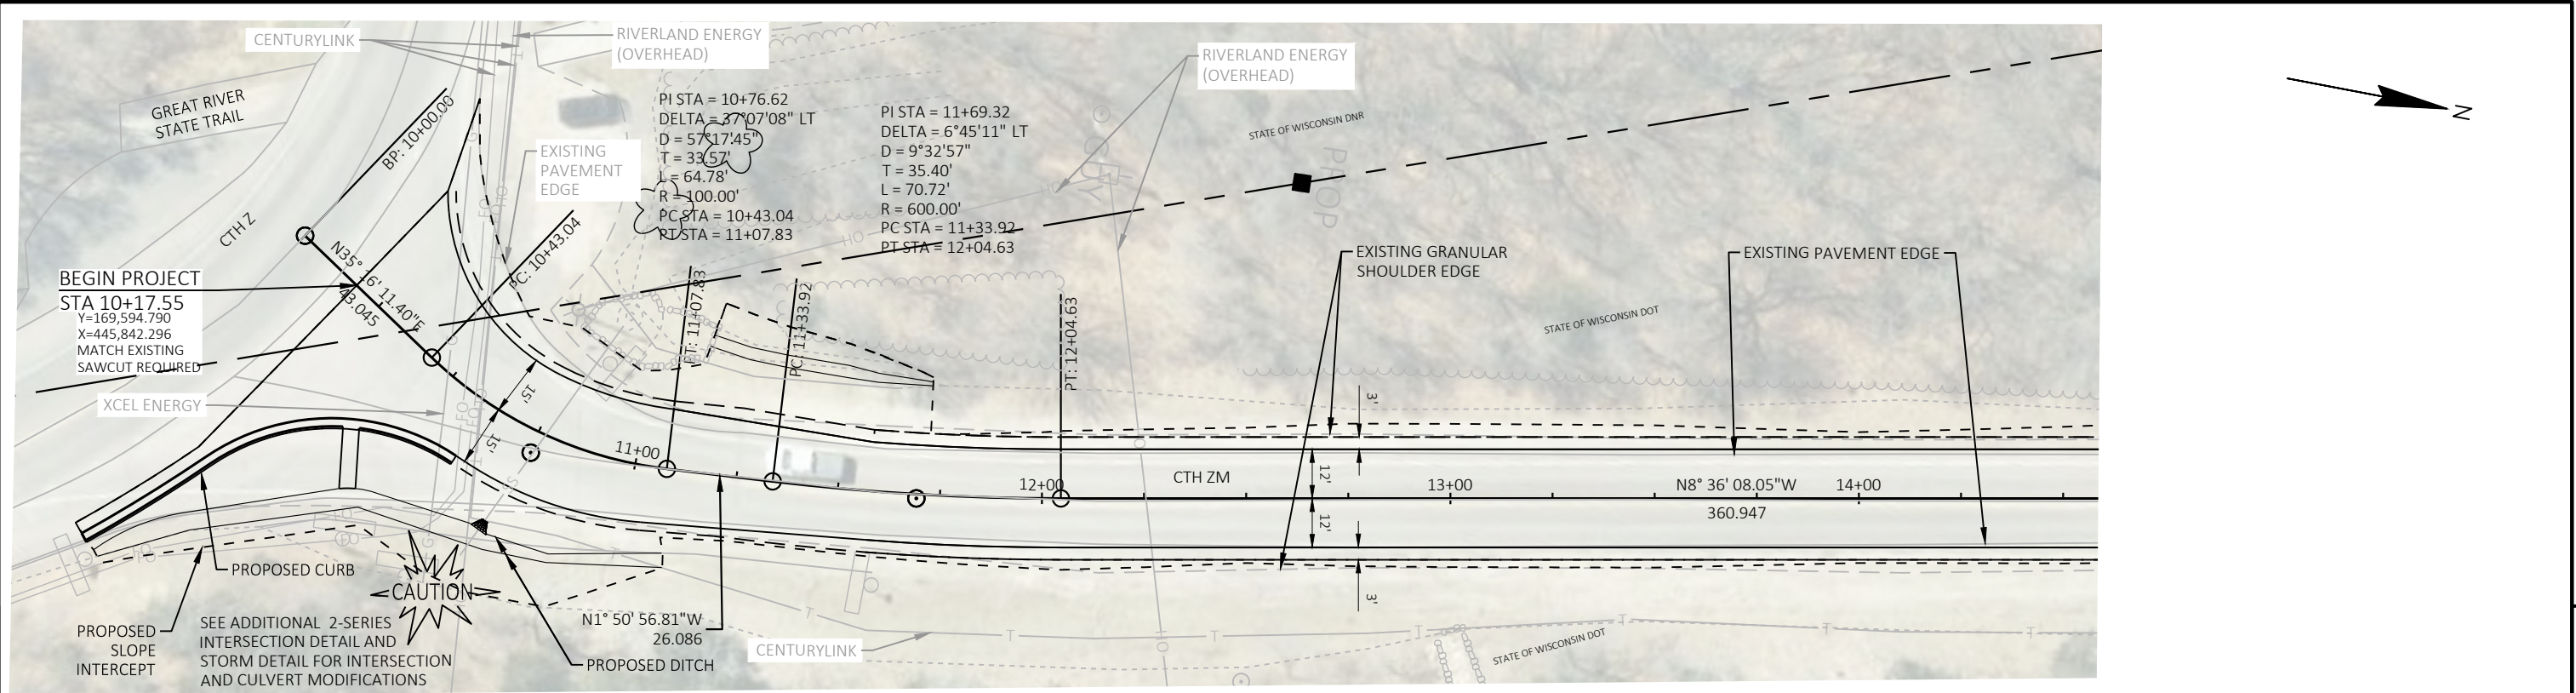 CENTURYLINK
RIVERLAND ENERGY
(OVERHEAD)
RIVERLAND ENERGY
(OVERHEAD)
N
GREAT RIVER
STATE TRAIL
BP: 10+00.00
EXISTING
PAVEMENT
EDGE
PI STA = 10+76.62
DELTA = 37°07'08" LT
D = 57°17'45"
T = 33.57'
L = 64.78'
R = 100.00'
PC STA = 10+43.04
PT STA = 11+07.83
PI STA = 11+69.32
DELTA = 6°45'11" LT
D = 9°32'57"
T = 35.40'
L = 70.72'
R = 600.00'
PC STA = 11+33.92
PT STA = 12+04.63
STATE OF WISCONSIN DNR
PROP
HO
HO
CTH Z
N35° 16' 11.40"E
43.045
PC: 10+43.04
BEGIN PROJECT
STA 10+17.55
Y=169,594.790
X=445,842.296
MATCH EXISTING
SAWCUT REQUIRED
EXISTING GRANULAR
SHOULDER EDGE
EXISTING PAVEMENT EDGE
PT: 11+07.83
PC: 11+33.92
PT: 12+04.63
STATE OF WISCONSIN DOT
XCEL ENERGY
FO
FO
15'
15'
3'
11+00
12+00
CTH ZM
12'
13+00
N8° 36' 08.05"W
14+00
360.947
12'
3'
PROPOSED CURB
CAUTION
PROPOSED
SLOPE
INTERCEPT
SEE ADDITIONAL 2-SERIES
INTERSECTION DETAIL AND
STORM DETAIL FOR INTERSECTION
AND CULVERT MODIFICATIONS
N1° 50' 56.81"W
26.086
PROPOSED DITCH
CENTURYLINK
T
T
T
T
T
T
T
HO
STATE OF WISCONSIN DOT